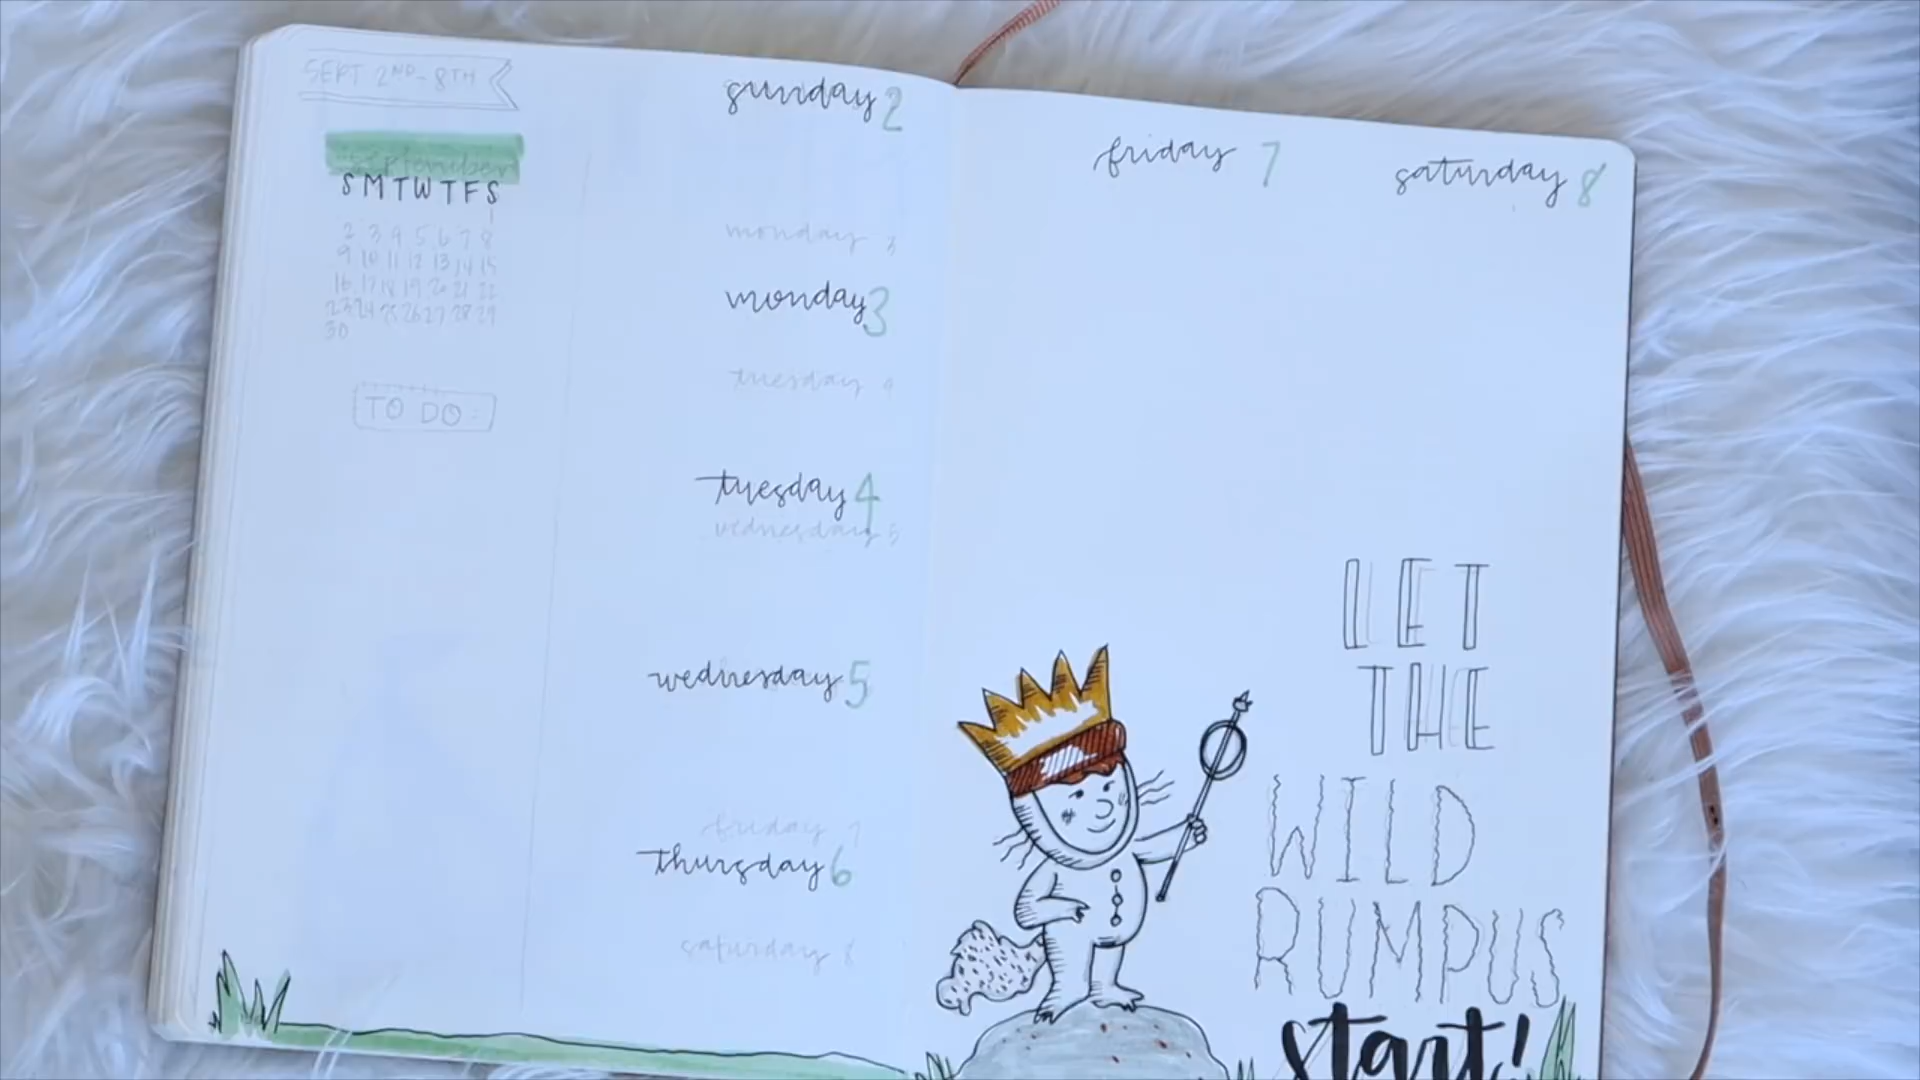 SEPT 2ND-8TH
september
S M T W T F S
1
2 3 4 5 6 7 8
9 10 11 12 13 14 15
16 17 18 19 20 21 22
23 24 25 26 27 28 29
30
TO DO:
sunday 2
monday 3
monday 3
tuesday 4
tuesday 4
wednesday 5
wednesday 5
friday 7
thursday 6
saturday 8
friday 7
saturday 8
LET
THE
WILD
RUMPUS
start!